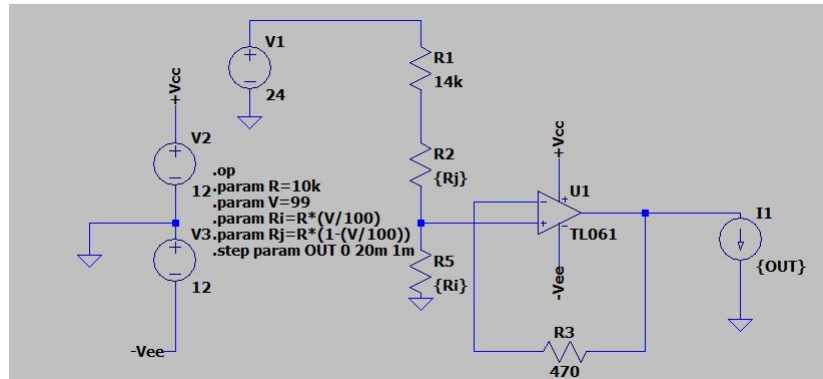 V1
24
R1
14k
+Vcc
V2
12
R2
{Rj}
.op
.param R=10k
.param V=99
.param Ri=R*(V/100)
.param Rj=R*(1-(V/100))
.step param OUT 0 20m 1m
V3
12
-Vee
R5
{Ri}
+Vcc
U1
TL061
-Vee
R3
470
I1
{OUT}